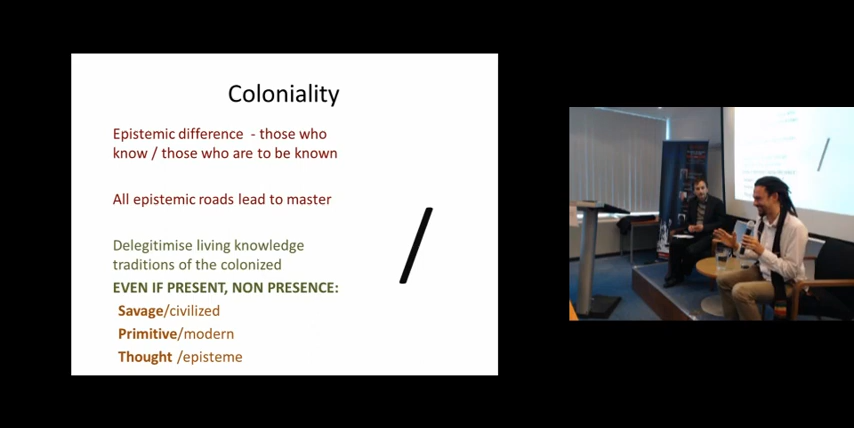 Coloniality
Epistemic difference - those who
know / those who are to be known
All epistemic roads lead to master
/
Delegitimise living knowledge
traditions of the colonized
EVEN IF PRESENT, NON PRESENCE:
Savage/civilized
Primitive/modern
Thought /episteme